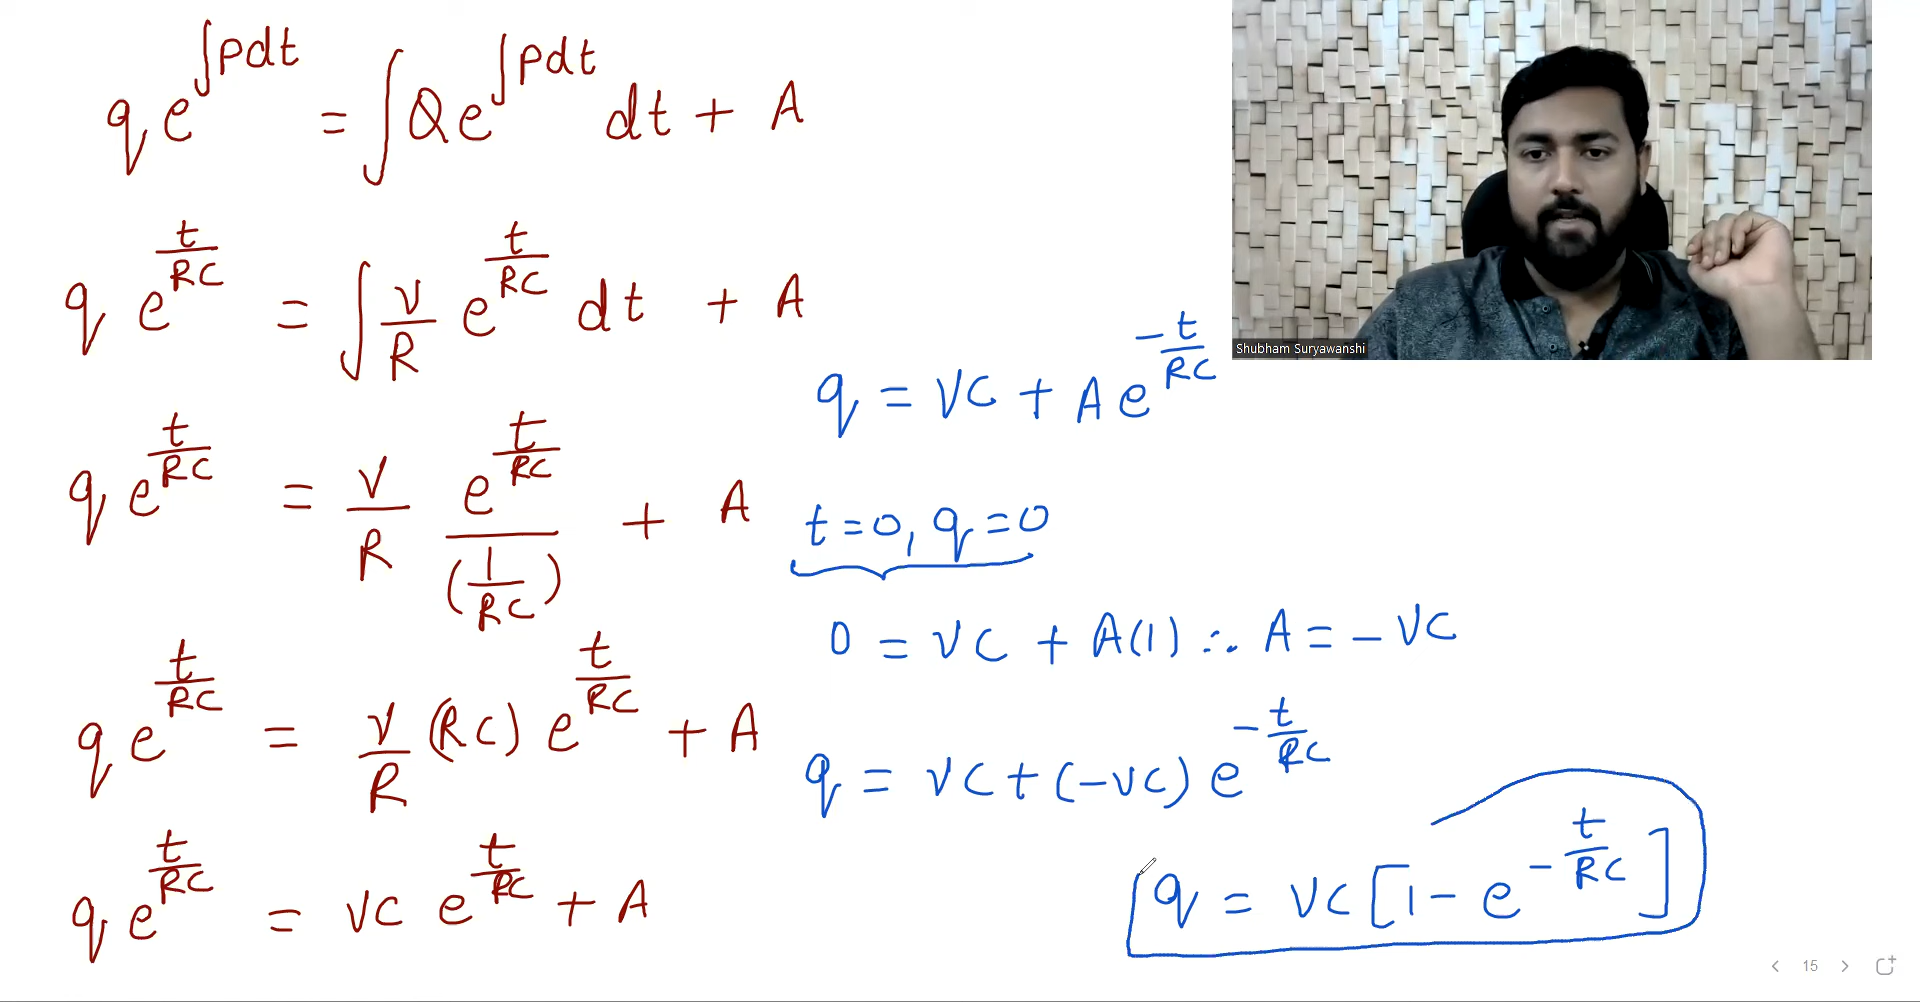 q e^{∫pdt} = ∫Qe^{∫pdt} dt + A
q e^{t/RC} = ∫ V/R e^{t/RC} dt + A
q e^{t/RC} = V/R e^{t/RC}/(1/RC) + A
q e^{t/RC} = V/R (RC) e^{t/RC} + A
q e^{t/RC} = VC e^{t/RC} + A
Shubham Suryawanshi
q = VC + A e^{-t/RC}
t=0, q=0
0 = VC + A(1) ∴ A = -VC
q = VC + (-VC) e^{-t/RC}
q = VC [1 - e^{-t/RC}]
< 15 >